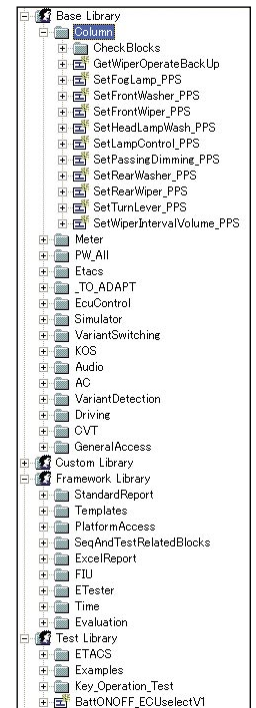 Base Library
Column
CheckBlocks
GetWiperOperateBackUp
SetFogLamp_PPS
SetFrontWasher_PPS
SetFrontWiper_PPS
SetHeadLampWash_PPS
SetLampControl_PPS
SetPassingDimming_PPS
SetRearWasher_PPS
SetRearWiper_PPS
SetTurnLever_PPS
SetWiperIntervalVolume_PPS
Meter
PW_All
Etacs
_TO_ADAPT
EcuControl
Simulator
VariantSwitching
KOS
Audio
AC
VariantDetection
Driving
CVT
GeneralAccess
Custom Library
Framework Library
StandardReport
Templates
PlatformAccess
SeqAndTestRelatedBlocks
ExcelReport
FIU
ETester
Time
Evaluation
Test Library
ETACS
Examples
Key_Operation_Test
BattONOFF_ECUselectV1